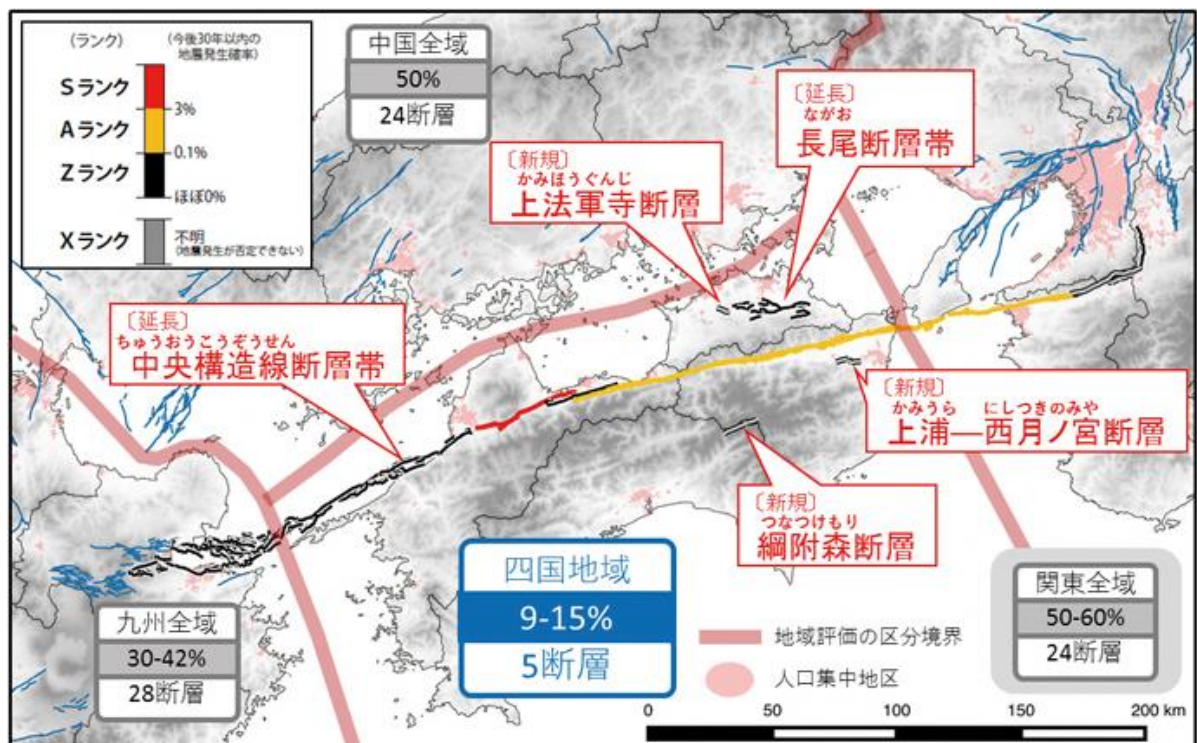 (ランク)
(今後30年以内の
地震発生確率)
Sランク
3%
Aランク
0.1%
Zランク
ほぼ0%
Xランク
不明
(地震発生が否定できない)
中国全域
50%
24断層
〔延長〕
ながお
長尾断層帯
〔新規〕
かみほうぐんじ
上法軍寺断層
〔延長〕
ちゅうおうこうぞうせん
中央構造線断層帯
〔新規〕
かみうら にしつきのみや
上浦―西月ノ宮断層
〔新規〕
つなつけもり
綱附森断層
四国地域
9-15%
5断層
九州全域
30-42%
28断層
関東全域
50-60%
24断層
地域評価の区分境界
人口集中地区
0 50 100 150 200 km